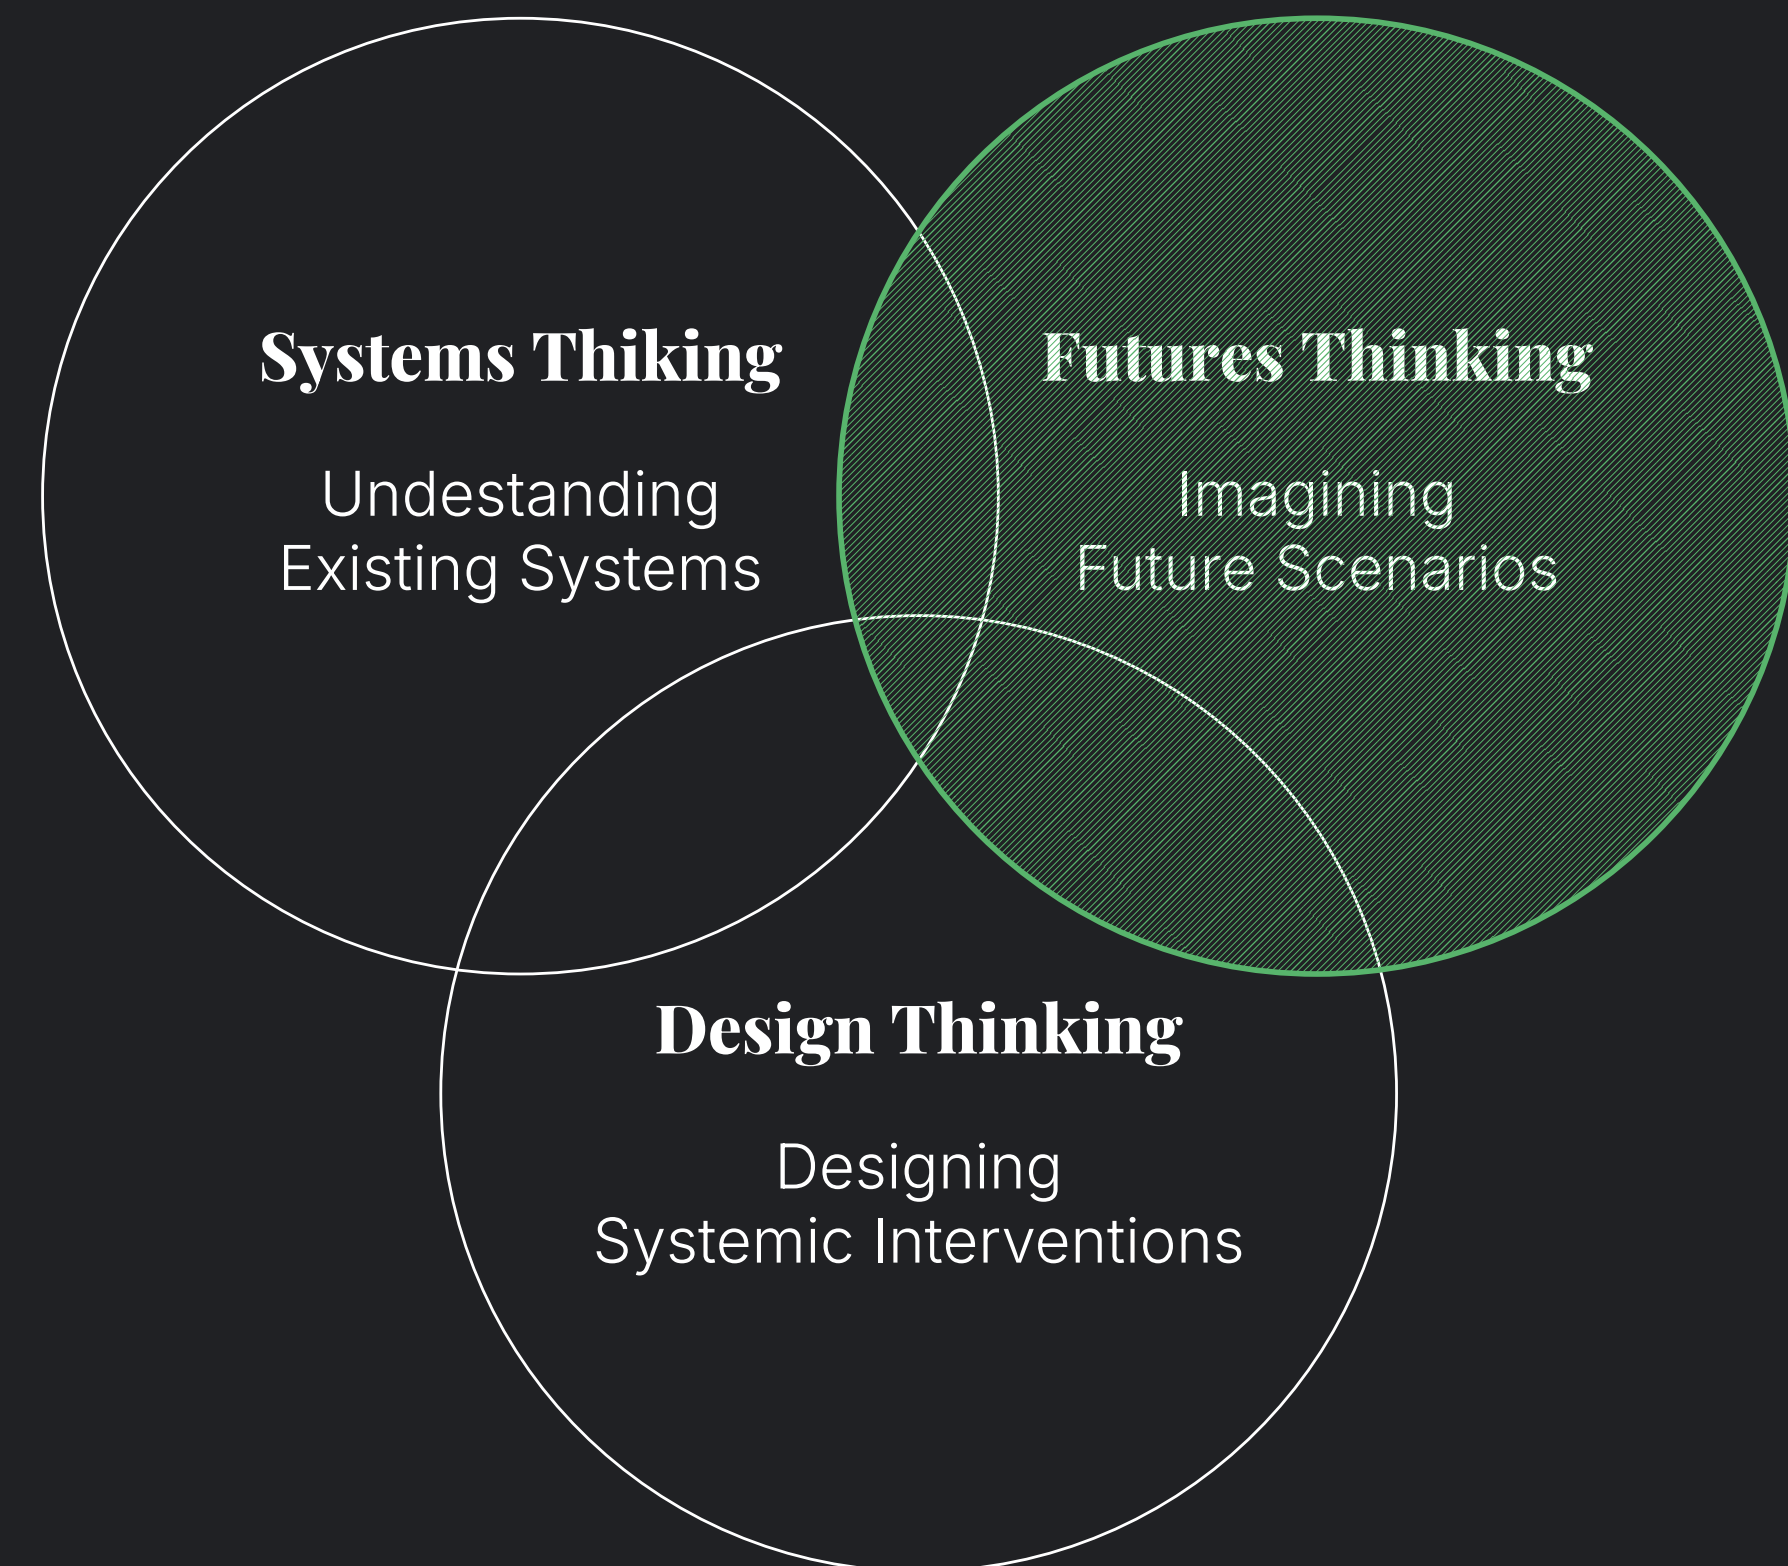 Systems Thiking
Undestanding
Existing Systems
Futures Thinking
Imagining
Future Scenarios
Design Thinking
Designing
Systemic Interventions